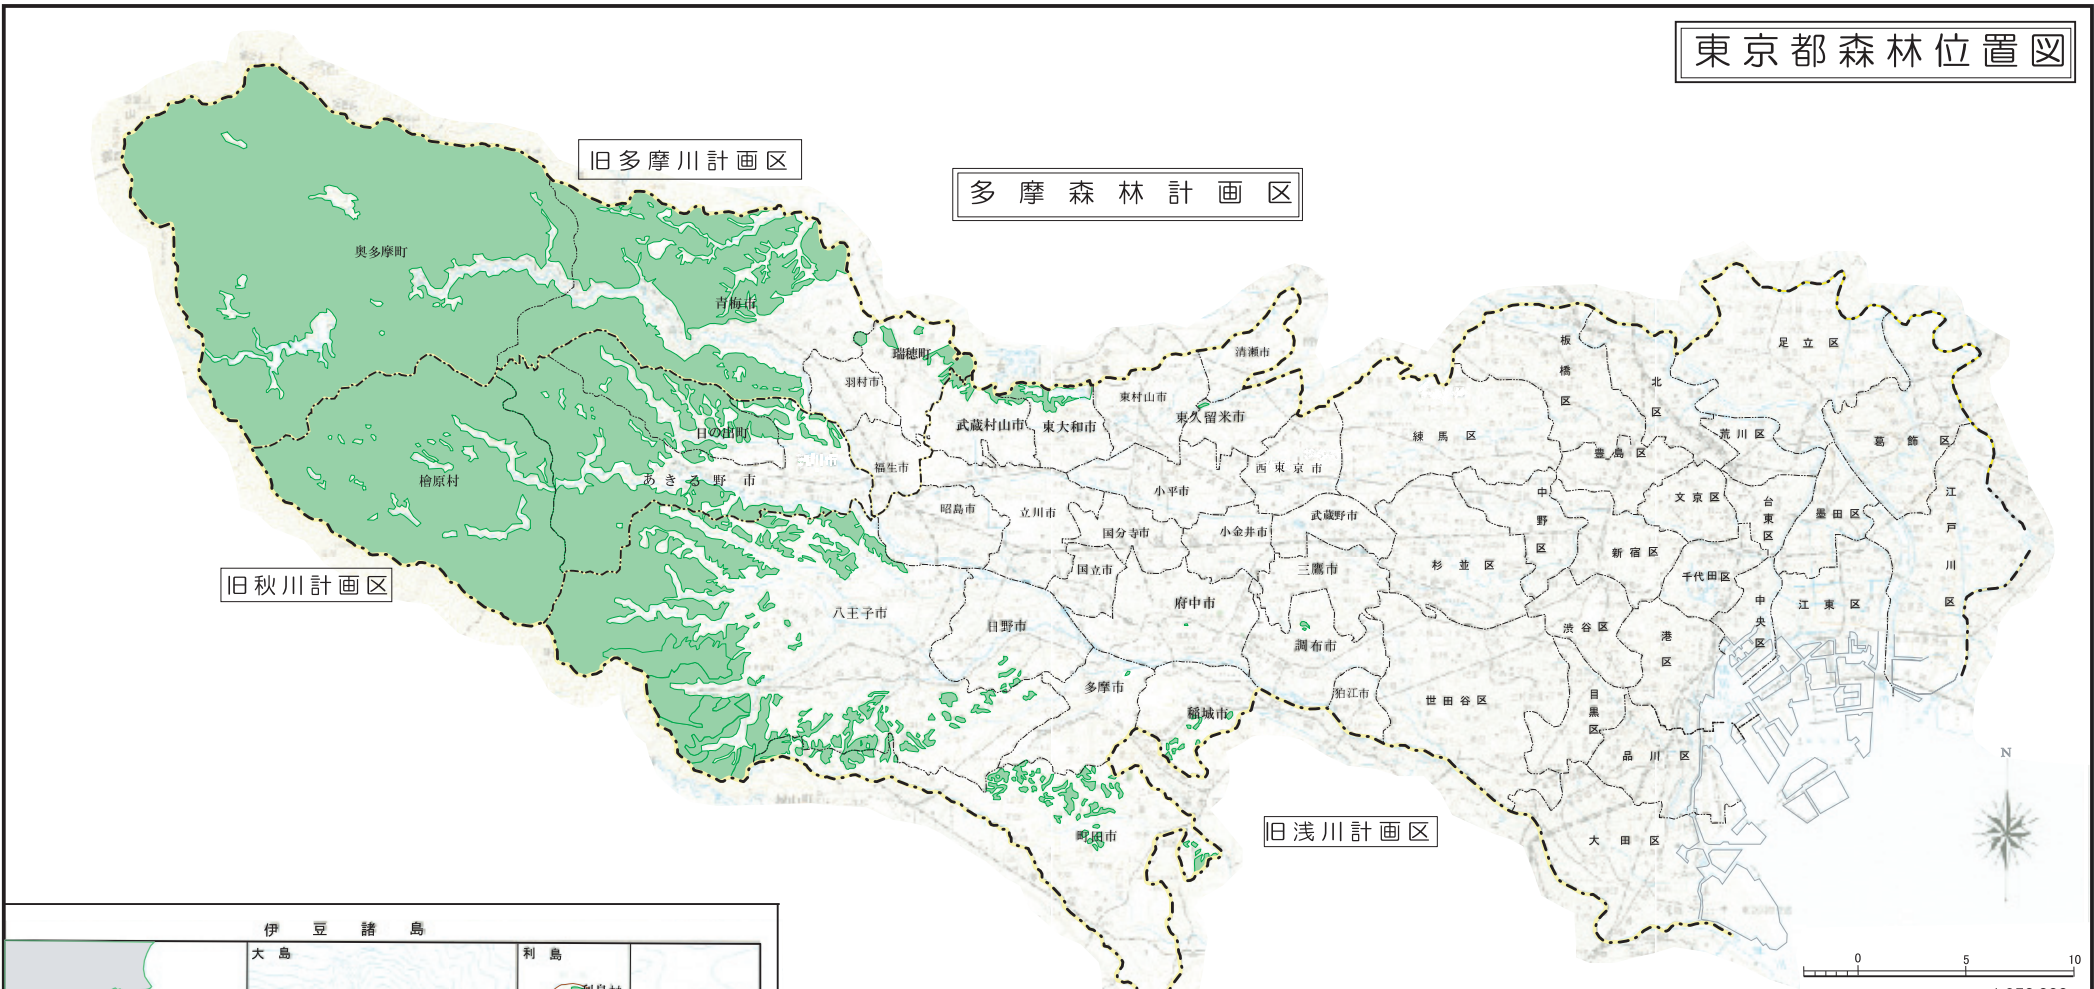 東京都森林位置図
旧多摩川計画区
多摩森林計画区
奥多摩町
青梅市
瑞穂町
羽村市
清瀬市
東村山市
東久留米市
武蔵村山市
東大和市
日の出町
あきる野市
福生市
檜原村
西東京市
小平市
昭島市
立川市
国分寺市
小金井市
武蔵野市
国立市
三鷹市
旧秋川計画区
八王子市
日野市
府中市
調布市
多摩市
稲城市
狛江市
町田市
旧浅川計画区
板橋区
北区
足立区
練馬区
豊島区
荒川区
葛飾区
中野区
文京区
台東区
墨田区
江戸川区
杉並区
新宿区
千代田区
中央区
江東区
渋谷区
港区
世田谷区
目黒区
品川区
大田区
N
0 5 10
伊豆諸島
大島
利島
利島村